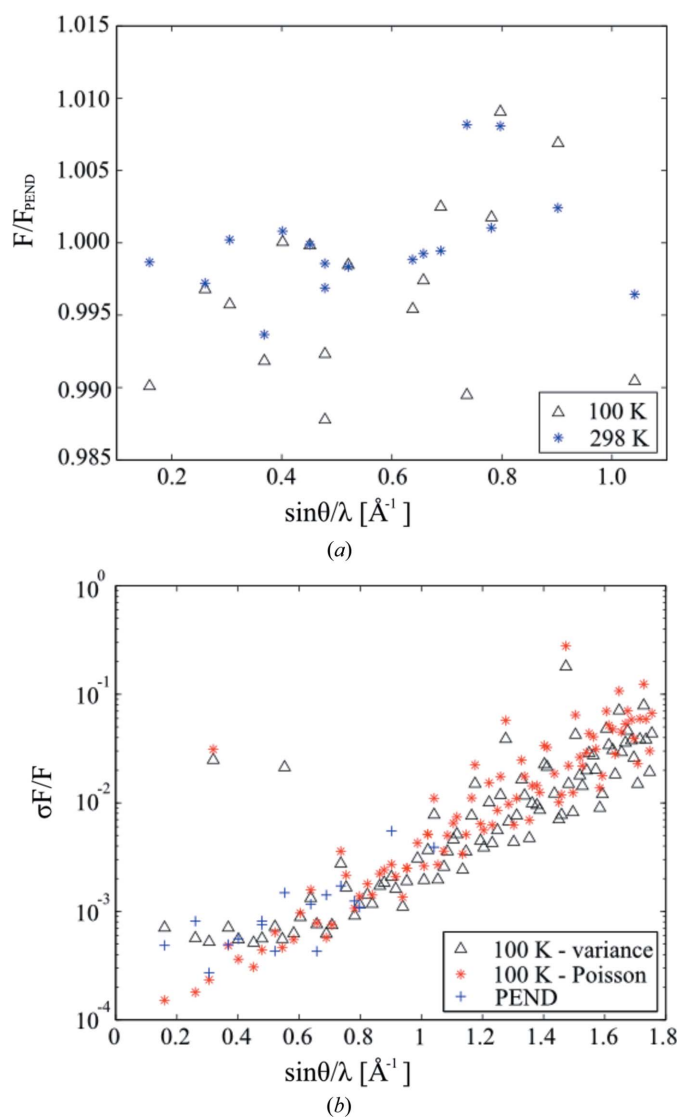 1.015
1.010
1.005
1.000
0.995
0.990
0.985
F/F_PEND
0.2 0.4 0.6 0.8 1.0
sinθ/λ [Å⁻¹]
100 K
298 K
(a)
10⁰
10⁻¹
10⁻²
10⁻³
10⁻⁴
σF/F
0 0.2 0.4 0.6 0.8 1 1.2 1.4 1.6 1.8
sinθ/λ [Å⁻¹]
100 K - variance
100 K - Poisson
PEND
(b)